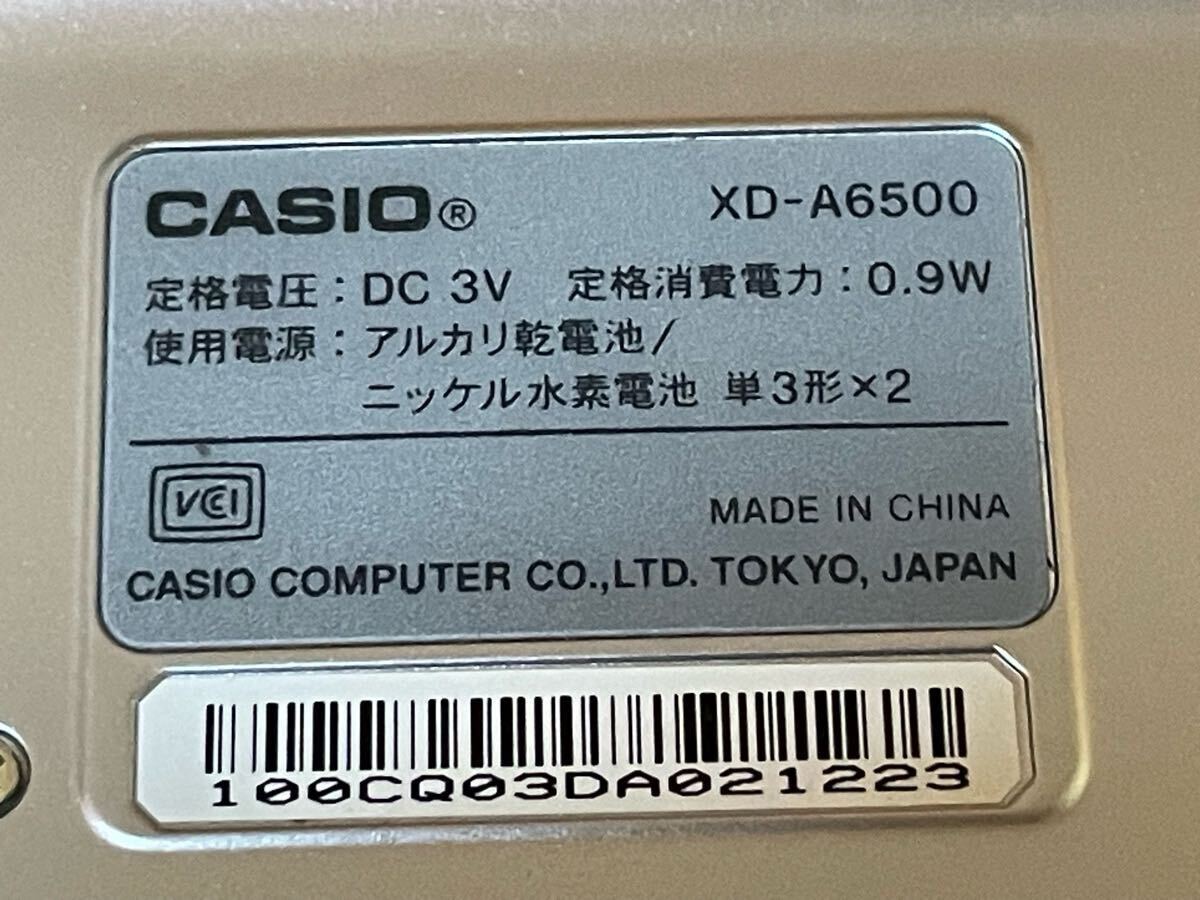 CASIO® XD-A6500
定格電圧：DC 3V 定格消費電力：0.9W
使用電源：アルカリ乾電池/
ニッケル水素電池 単3形×2
VCI
MADE IN CHINA
CASIO COMPUTER CO.,LTD. TOKYO, JAPAN
100CQ03DA021223